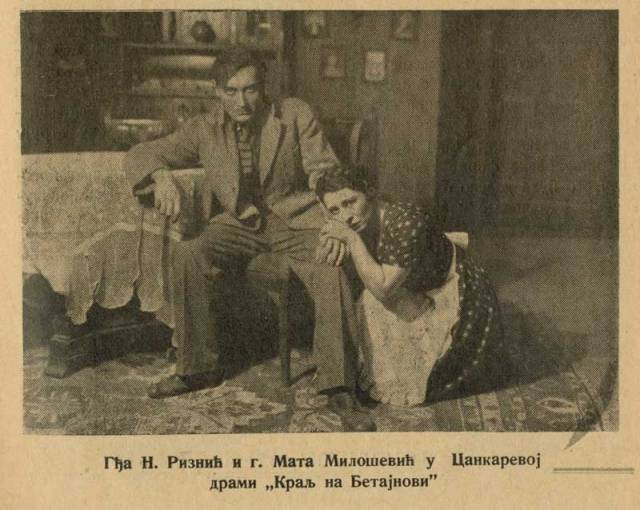 Гђа Н. Ризнић и г. Мата Милошевић у Цанкаревој
драми „Краљ на Бетајнови"